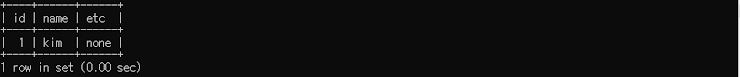 +----+------+------+
| id | name | etc  |
+----+------+------+
|  1 | kim  | none |
+----+------+------+
1 row in set (0.00 sec)